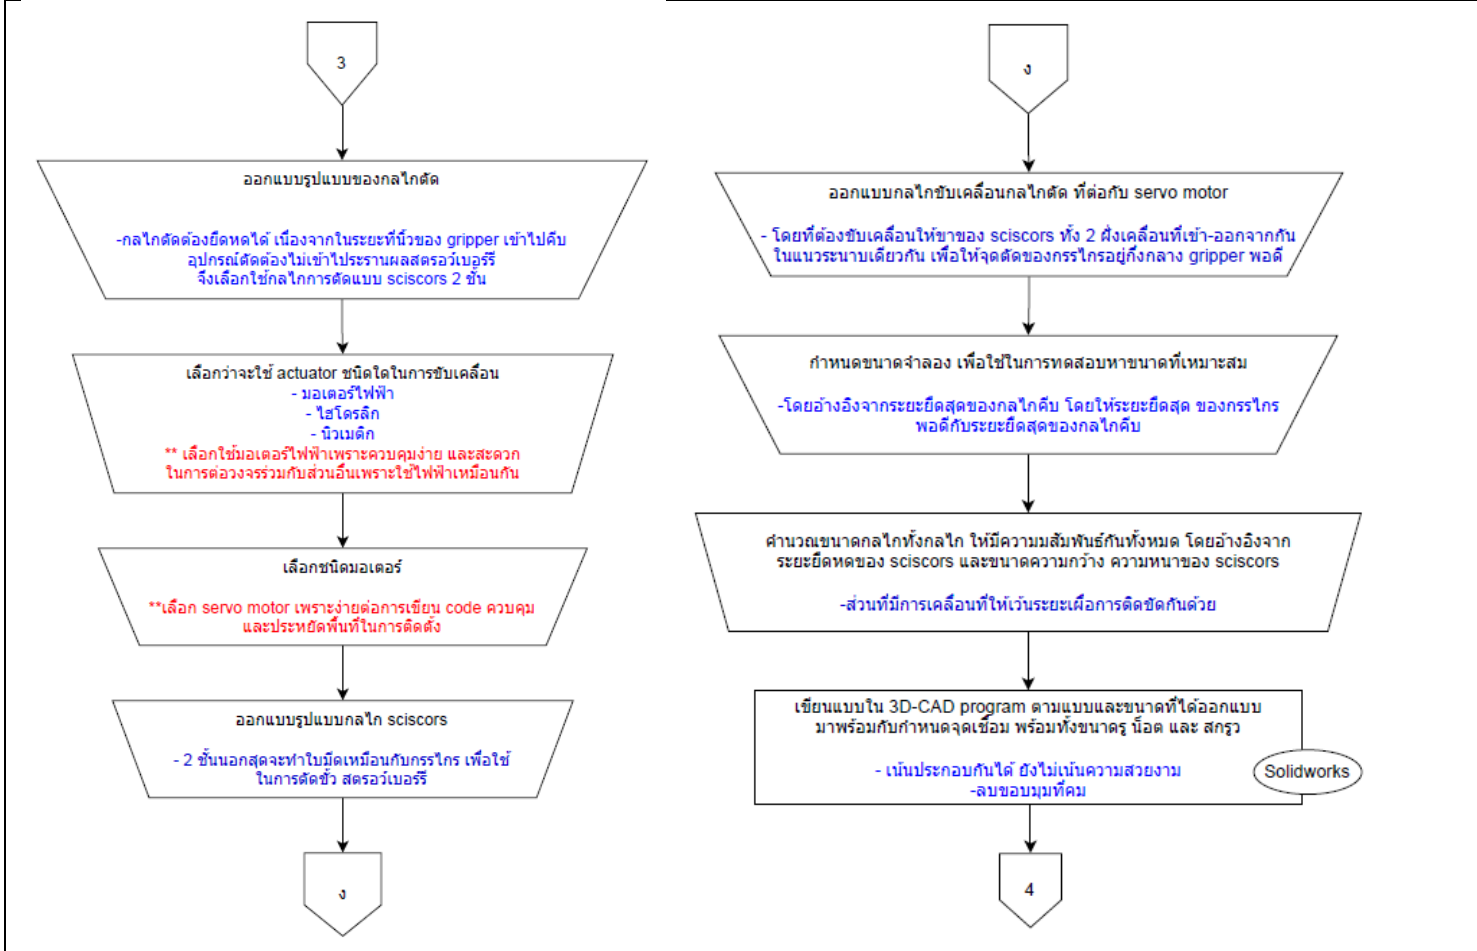 3
ออกแบบรูปแบบของกลไกตัด
-กลไกตัดต้องยืดหดได้ เนื่องจากในระยะที่นิ้วของ gripper เข้าไปคีบ
อุปกรณ์ตัดต้องไม่เข้าไประรานผลสตรอว์เบอร์รี
จึงเลือกใช้กลไกการตัดแบบ sciscors 2 ชั้น
เลือกว่าจะใช้ actuator ชนิดใดในการขับเคลื่อน
- มอเตอร์ไฟฟ้า
- ไฮโดรลิก
- นิวเมติก
** เลือกใช้มอเตอร์ไฟฟ้าเพราะควบคุมง่าย และสะดวก
ในการต่อวงจรร่วมกับส่วนอื่นเพราะใช้ไฟฟ้าเหมือนกัน
เลือกชนิดมอเตอร์
**เลือก servo motor เพราะง่ายต่อการเขียน code ควบคุม
และประหยัดพื้นที่ในการติดตั้ง
ออกแบบรูปแบบกลไก sciscors
- 2 ชั้นนอกสุดจะทำใบมีดเหมือนกับกรรไกร เพื่อใช้
ในการตัดขั้ว สตรอว์เบอร์รี
ง
ง
ออกแบบกลไกขับเคลื่อนกลไกตัด ที่ต่อกับ servo motor
- โดยที่ต้องขับเคลื่อนให้ขาของ sciscors ทั้ง 2 ฝั่งเคลื่อนที่เข้า-ออกจากกัน
ในแนวระนาบเดียวกัน เพื่อให้จุดตัดของกรรไกรอยู่กึ่งกลาง gripper พอดี
กำหนดขนาดจำลอง เพื่อใช้ในการทดสอบหาขนาดที่เหมาะสม
-โดยอ้างอิงจากระยะยืดสุดของกลไกคีบ โดยให้ระยะยืดสุด ของกรรไกร
พอดีกับระยะยืดสุดของกลไกคีบ
คำนวณขนาดกลไกทั้งกลไก ให้มีความมสัมพันธ์กันทั้งหมด โดยอ้างอิงจาก
ระยะยืดหดของ sciscors และขนาดความกว้าง ความหนาของ sciscors
-ส่วนที่มีการเคลื่อนที่ให้เว้นระยะเผื่อการติดขัดกันด้วย
เขียนแบบใน 3D-CAD program ตามแบบและขนาดที่ได้ออกแบบ
มาพร้อมกับกำหนดจุดเชื่อม พร้อมทั้งขนาดรู น็อต และ สกรูว
- เน้นประกอบกันได้ ยังไม่เน้นความสวยงาม
-ลบขอบมุมที่คม
Solidworks
4